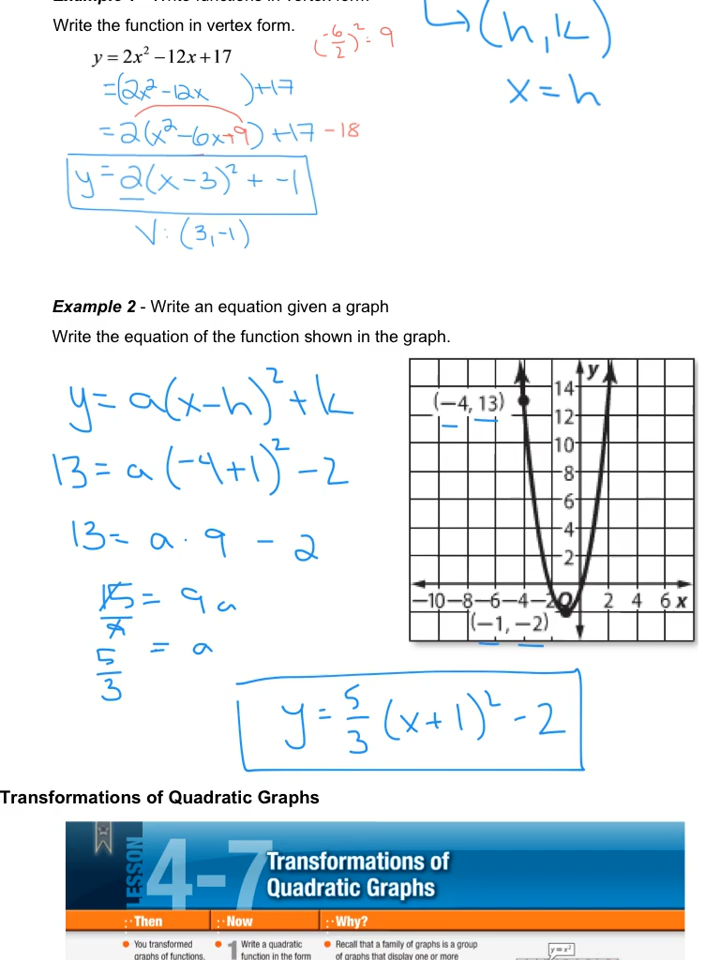 Write the function in vertex form.
(-6/2)² = 9
↳ (h, k)
x = h
y = 2x² − 12x + 17
= (2x² − 12x    ) + 17
= 2(x² − 6x + 9) + 17 − 18
y = 2(x − 3)² + −1
V: (3, −1)
Example 2 - Write an equation given a graph
Write the equation of the function shown in the graph.
y = a(x−h)² + k
13 = a(−4+1)² − 2
13 = a · 9 − 2
15/9 = 9a
5/3 = a
y = 5/3 (x+1)² − 2
y
(−4, 13)
14
12
10
8
6
4
2
−10 −8 −6 −4 −2 O 2 4 6 x
(−1, −2)
Transformations of Quadratic Graphs
LESSON 4-7
Transformations of
Quadratic Graphs
::Then ::Now ::Why?
• You transformed • 1 Write a quadratic • Recall that a family of graphs is a group
graphs of functions. function in the form of graphs that display one or more
y = x²